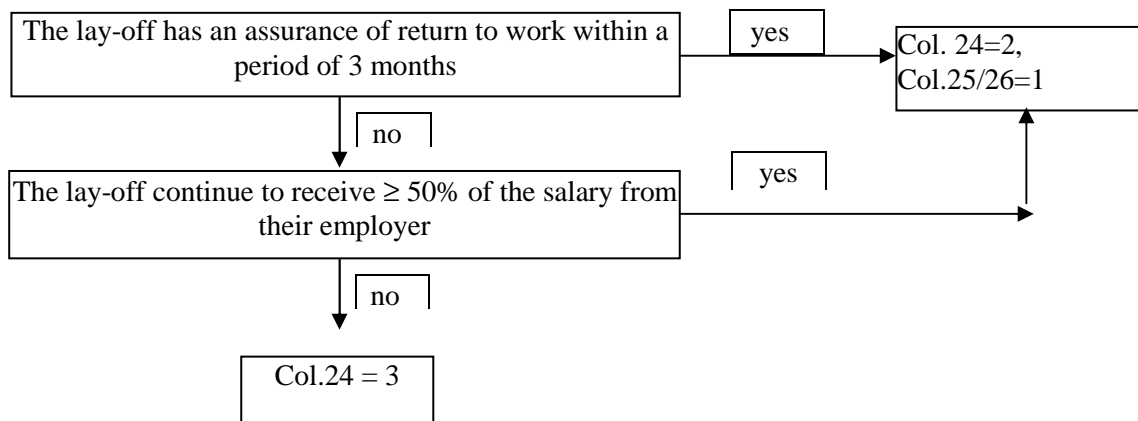 The lay-off has an assurance of return to work within a
period of 3 months
yes
Col. 24=2,
Col.25/26=1
no
The lay-off continue to receive ≥ 50% of the salary from
their employer
yes
no
Col.24 = 3